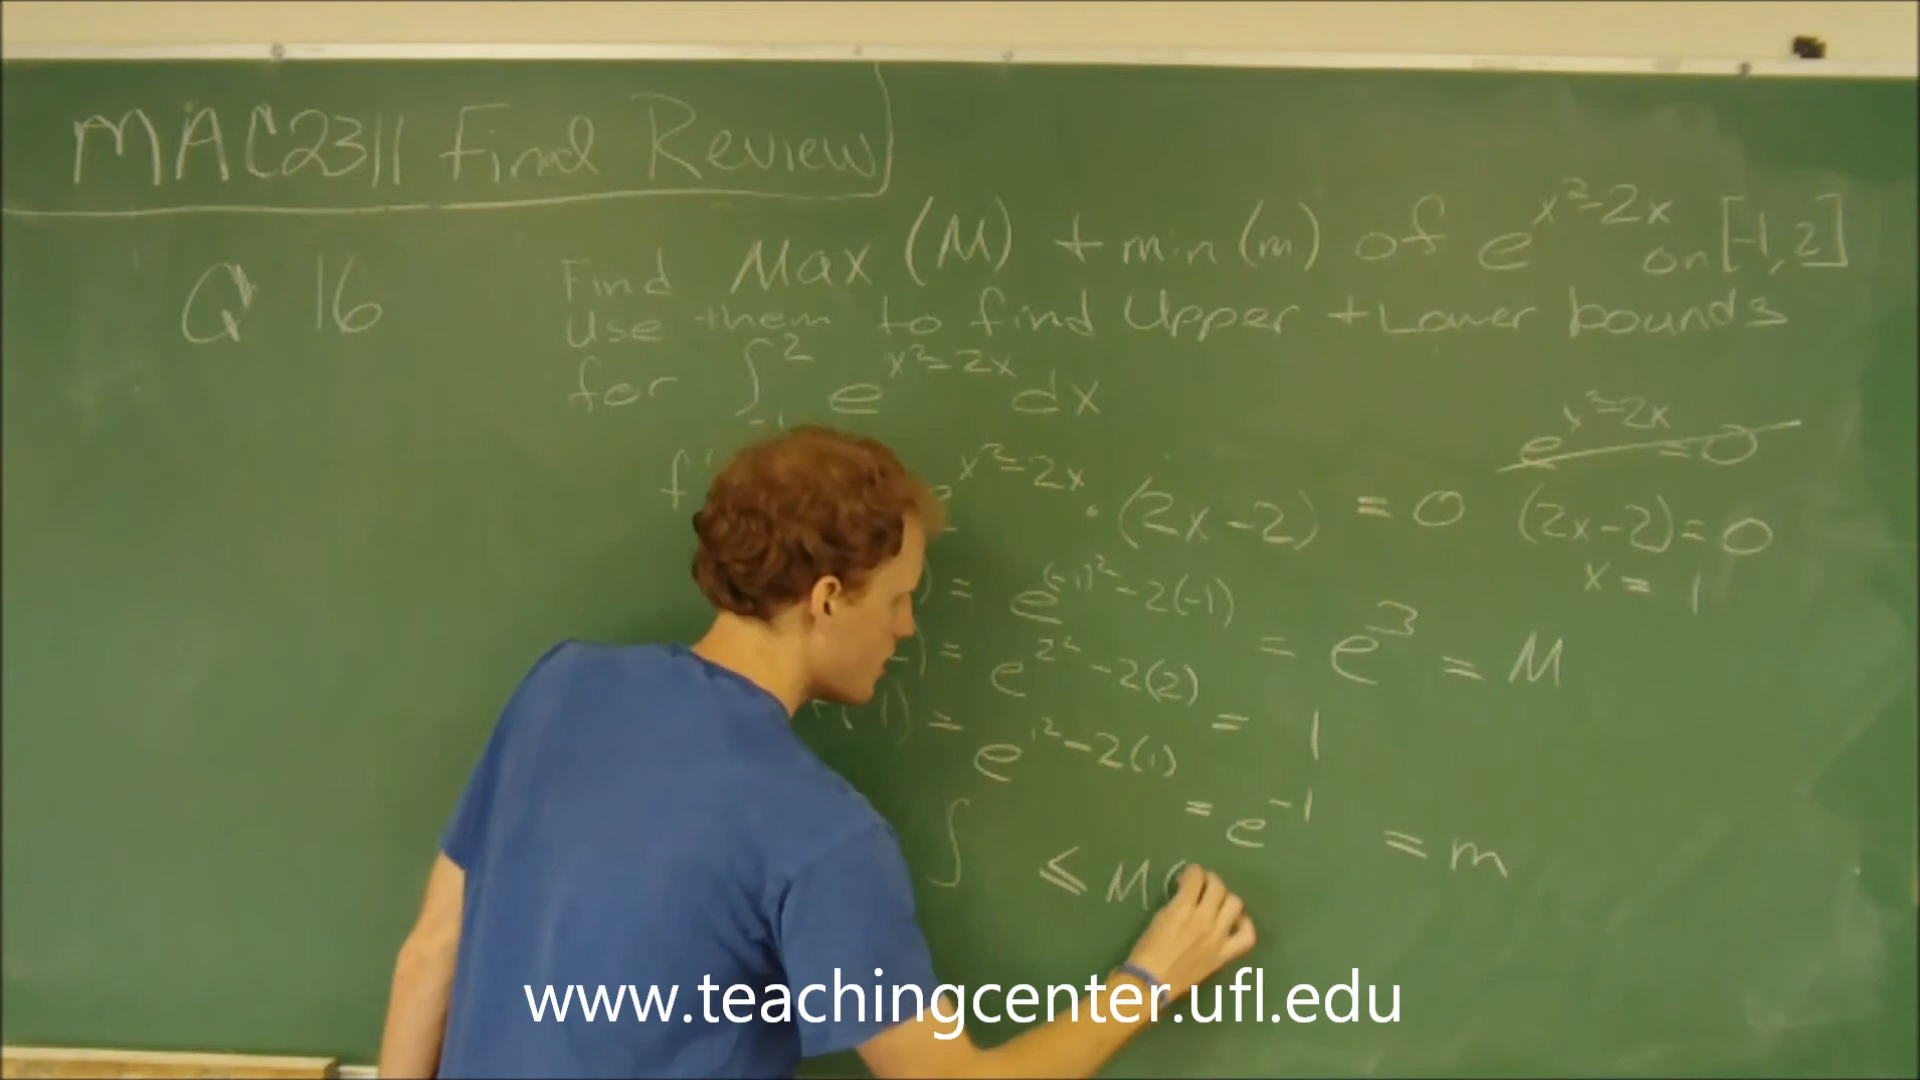 MAC2311 Final Review
Q 16
Find Max (M) + min (m) of e^{x²-2x} on [-1,2]
Use them to find Upper + Lower bounds
for ∫_{-1}^{2} e^{x²-2x} dx
e^{x²-2x} = 0
f' e^{x²-2x} · (2x-2) = 0 (2x-2) = 0
x = 1
) = e^{(-1)²-2(-1)} = e^3 = M
) = e^{2²-2(2)} = 1
(1) = e^{1²-2(1)} = e^{-1} = m
∫ ≤ M(
www.teachingcenter.ufl.edu